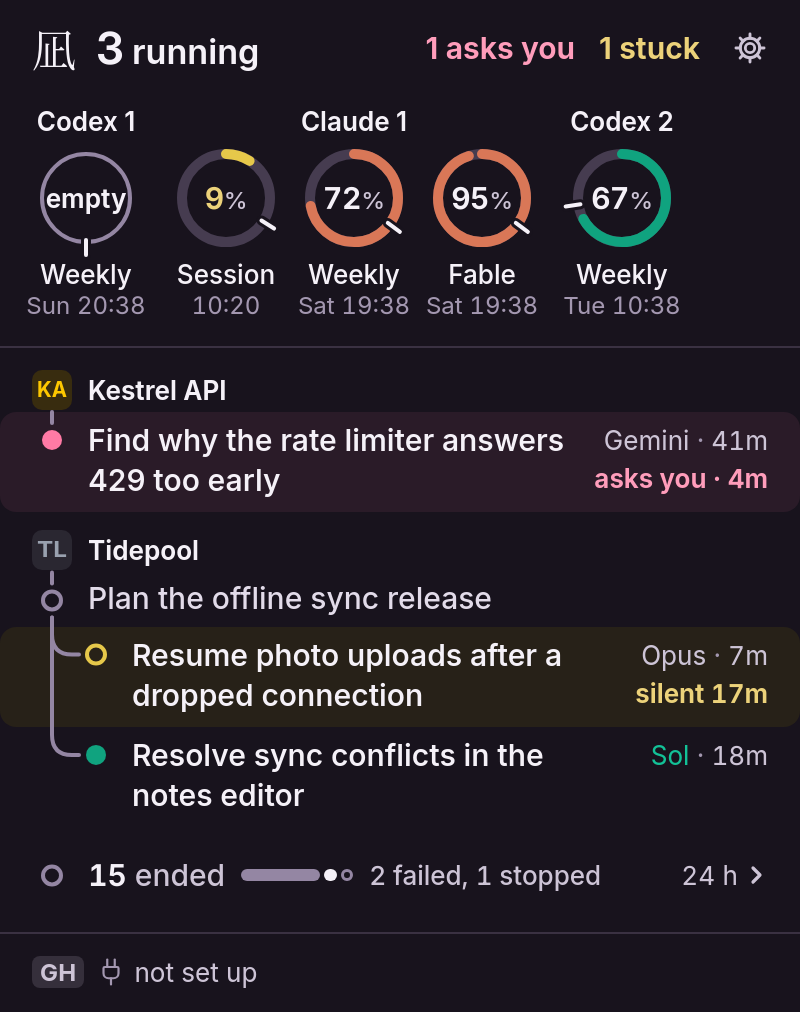 凪 3 running 1 asks you 1 stuck
Codex 1 Claude 1 Codex 2
empty 9% 72% 95% 67%
Weekly Session Weekly Fable Weekly
Sun 20:38 10:20 Sat 19:38 Sat 19:38 Tue 10:38
KA Kestrel API
Find why the rate limiter answers Gemini · 41m
429 too early asks you · 4m
TL Tidepool
Plan the offline sync release
Resume photo uploads after a Opus · 7m
dropped connection silent 17m
Resolve sync conflicts in the Sol · 18m
notes editor
15 ended 2 failed, 1 stopped 24 h
GH not set up